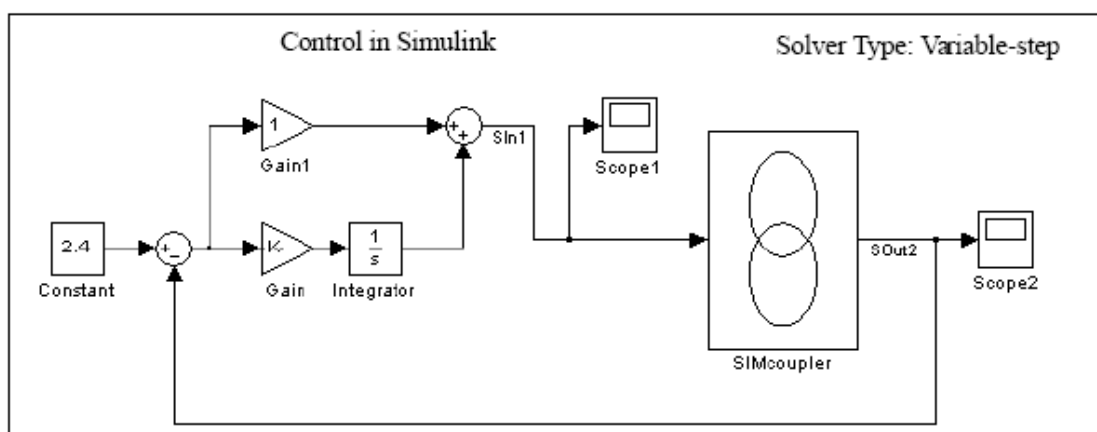 Control in Simulink
Solver Type: Variable-step
1
Gain1
+
+
SIn1
Scope1
2.4
Constant
+
−
K-
Gain
1
s
Integrator
SIMcoupler
SOut2
Scope2